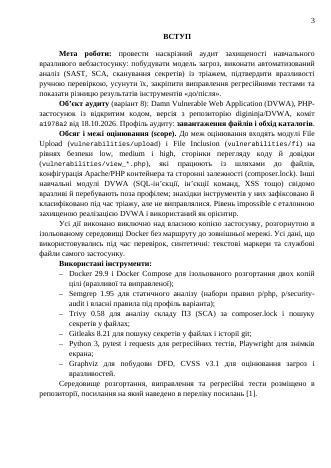 3
ВСТУП
Мета роботи: провести наскрізний аудит захищеності навчального
вразливого вебзастосунку: побудувати модель загроз, виконати автоматизований
аналіз (SAST, SCA, сканування секретів) із тріажем, підтвердити вразливості
ручною перевіркою, усунути їх, закріпити виправлення регресійними тестами та
показати різницю результатів інструментів «до/після».
Об’єкт аудиту (варіант 8): Damn Vulnerable Web Application (DVWA), PHP-
застосунок із відкритим кодом, версія з репозиторію digininja/DVWA, коміт
a1978a2 від 18.10.2026. Профіль аудиту: завантаження файлів і обхід каталогів.
Обсяг і межі оцінювання (scope). До меж оцінювання входять модулі File
Upload (vulnerabilities/upload) і File Inclusion (vulnerabilities/fi) на
рівнях безпеки low, medium і high, сторінки перегляду коду й довідки
(vulnerabilities/view_*.php), які працюють із шляхами до файлів,
конфігурація Apache/PHP контейнера та сторонні залежності (composer.lock). Інші
навчальні модулі DVWA (SQL-ін’єкції, ін’єкції команд, XSS тощо) свідомо
вразливі й перебувають поза профілем; знахідки інструментів у них зафіксовано й
класифіковано під час тріажу, але не виправлялися. Рівень impossible є еталонною
захищеною реалізацією DVWA і використаний як орієнтир.
Усі дії виконано виключно над власною копією застосунку, розгорнутою в
ізольованому середовищі Docker без маршруту до зовнішньої мережі. Усі дані, що
використовувались під час перевірок, синтетичні: текстові маркери та службові
файли самого застосунку.
Використані інструменти:
– Docker 29.9 і Docker Compose для ізольованого розгортання двох копій
цілі (вразливої та виправленої);
– Semgrep 1.95 для статичного аналізу (набори правил p/php, p/security-
audit і власні правила під профіль варіанта);
– Trivy 0.58 для аналізу складу ПЗ (SCA) за composer.lock і пошуку
секретів у файлах;
– Gitleaks 8.21 для пошуку секретів у файлах і історії git;
– Python 3, pytest і requests для регресійних тестів, Playwright для знімків
екрана;
– Graphviz для побудови DFD, CVSS v3.1 для оцінювання загроз і
вразливостей.
Середовище розгортання, виправлення та регресійні тести розміщено в
репозиторії, посилання на який наведено в переліку посилань [1].